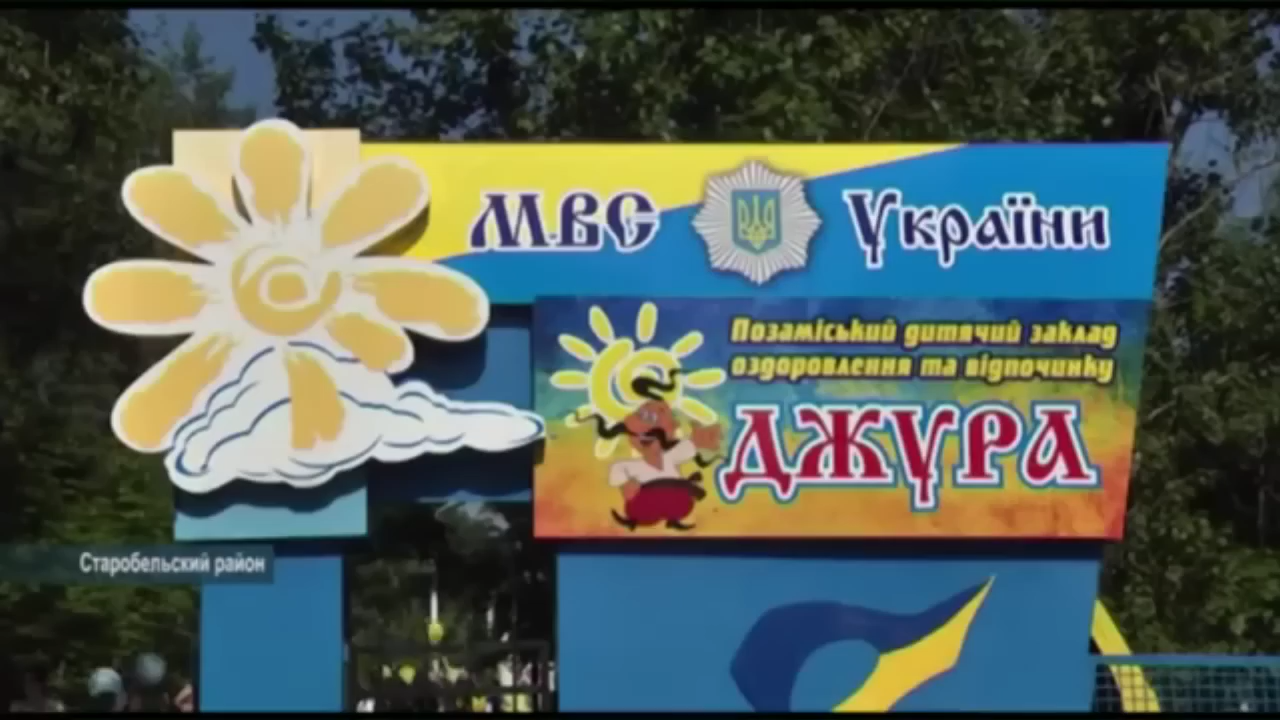 МВС України
Позаміський дитячий заклад
оздоровлення та відпочинку
ДЖУРА
Старобельский район